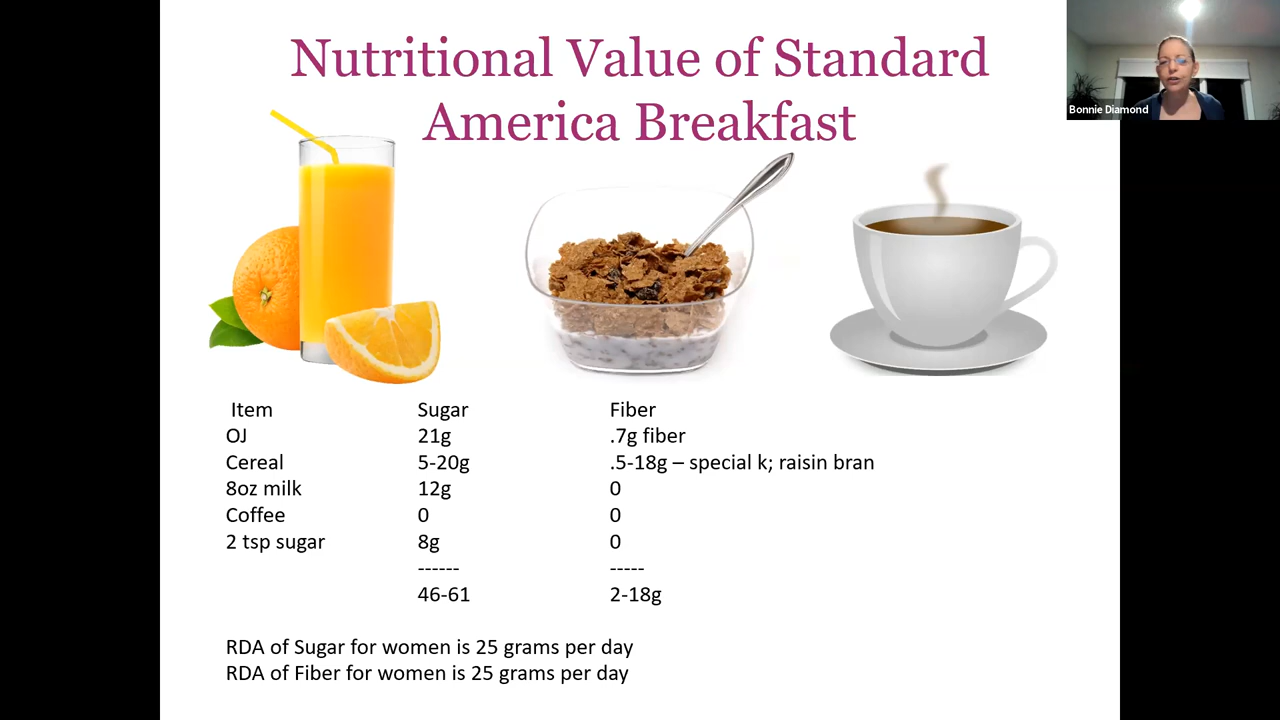 Nutritional Value of Standard
America Breakfast
Bonnie Diamond
Item Sugar Fiber
OJ 21g .7g fiber
Cereal 5-20g .5-18g – special k; raisin bran
8oz milk 12g 0
Coffee 0 0
2 tsp sugar 8g 0
------ -----
46-61 2-18g
RDA of Sugar for women is 25 grams per day
RDA of Fiber for women is 25 grams per day